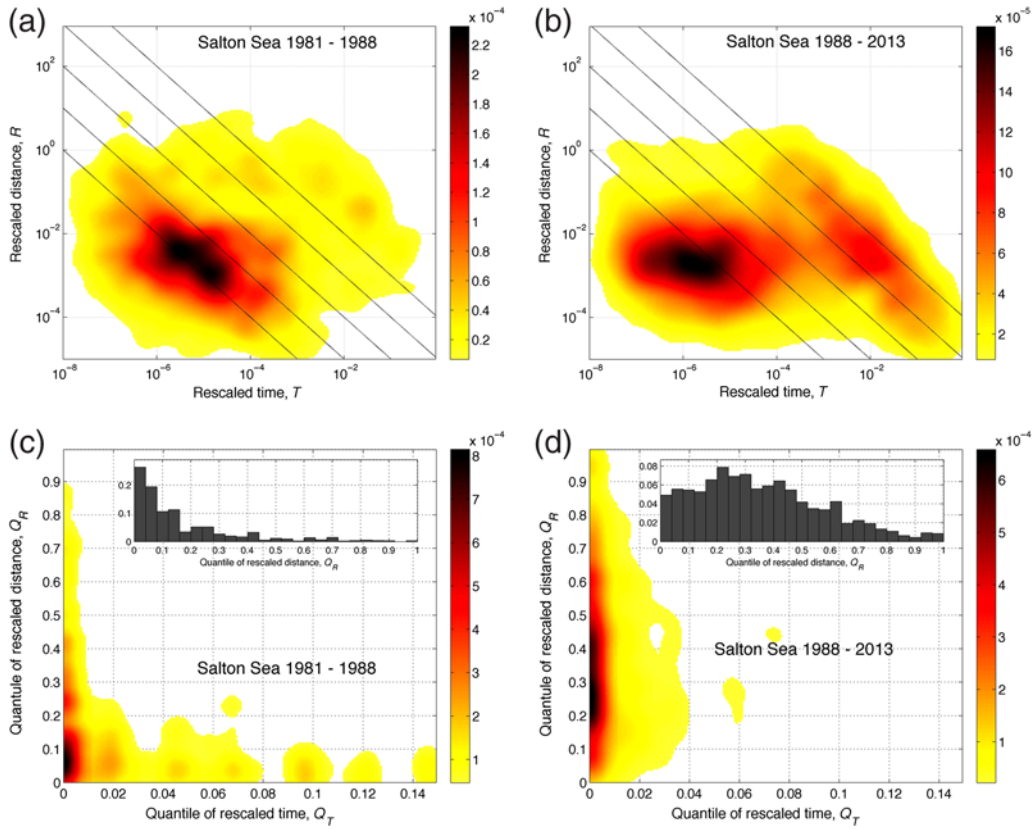 (a)
Salton Sea 1981 - 1988
x 10⁻⁴
10²
10⁰
10⁻²
10⁻⁴
Rescaled distance, R
10⁻⁸
10⁻⁶
10⁻⁴
10⁻²
Rescaled time, T
2.2
2
1.8
1.6
1.4
1.2
1
0.8
0.6
0.4
0.2
(b)
Salton Sea 1988 - 2013
x 10⁻⁵
10²
10⁰
10⁻²
10⁻⁴
Rescaled distance, R
10⁻⁸
10⁻⁶
10⁻⁴
10⁻²
Rescaled time, T
16
14
12
10
8
6
4
2
(c)
x 10⁻⁴
0.9
0.8
0.7
0.6
0.5
0.4
0.3
0.2
0.1
0
Quantule of rescaled distance, Q_R
0.2
0.1
0
0 0.1 0.2 0.3 0.4 0.5 0.6 0.7 0.8 0.9 1
Quantile of rescaled distance, Q_R
Salton Sea 1981 - 1988
0 0.02 0.04 0.06 0.08 0.1 0.12 0.14
Quantile of rescaled time, Q_T
8
7
6
5
4
3
2
1
(d)
x 10⁻⁴
0.9
0.8
0.7
0.6
0.5
0.4
0.3
0.2
0.1
0
Quantule of rescaled distance, Q_R
0.08
0.06
0.04
0.02
0
0 0.1 0.2 0.3 0.4 0.5 0.6 0.7 0.8 0.9 1
Quantile of rescaled distance, Q_R
Salton Sea 1988 - 2013
0 0.02 0.04 0.06 0.08 0.1 0.12 0.14
Quantile of rescaled time, Q_T
6
5
4
3
2
1